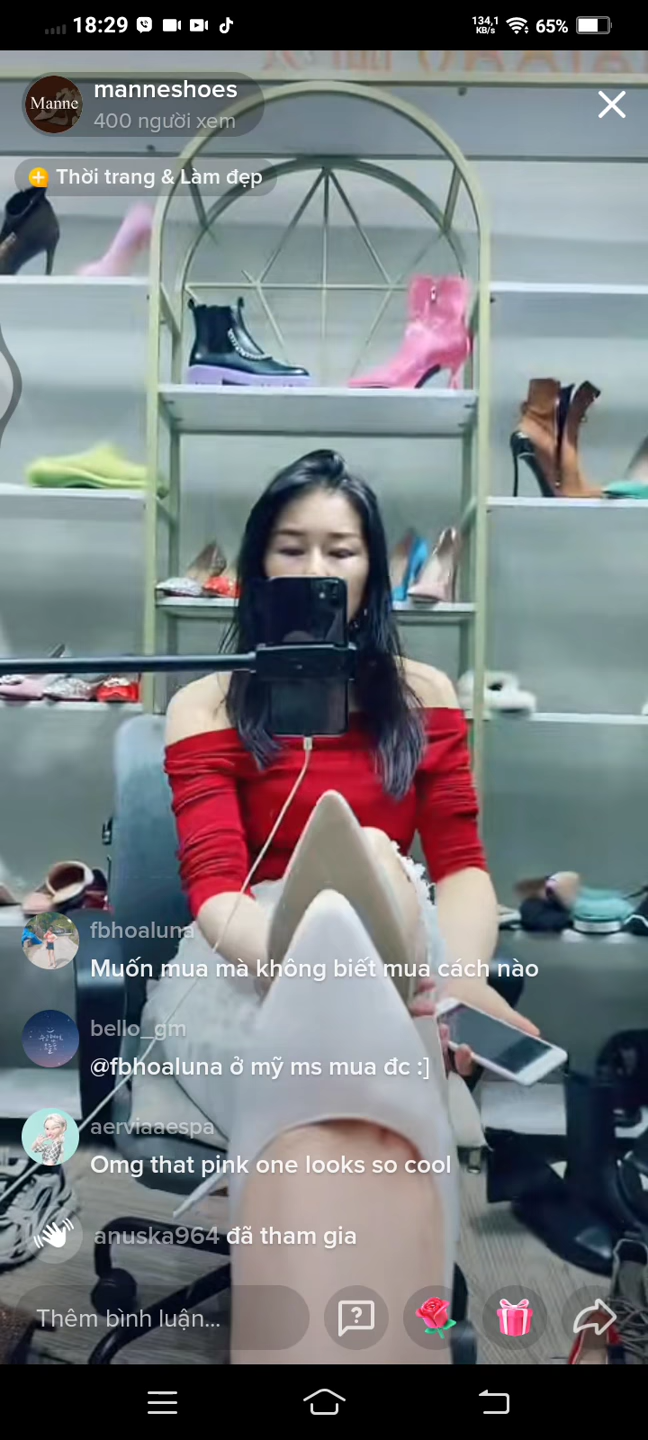 18:29
134,1
KB/s
65%
Manne
manneshoes
400 người xem
Thời trang & Làm đẹp
fbhoaluna
Muốn mua mà không biết mua cách nào
bello_gm
@fbhoaluna ở mỹ ms mua đc :]
aerviaaespa
Omg that pink one looks so cool
anuska964 đã tham gia
Thêm bình luận...